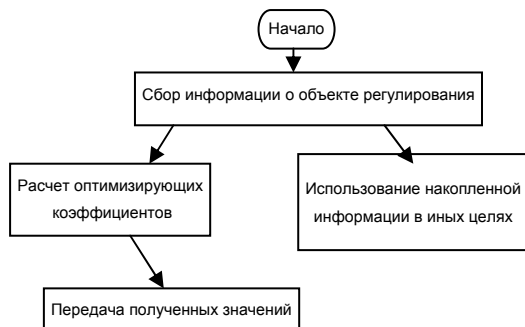 Начало
Сбор информации о объекте регулирования
Расчет оптимизирующих
коэффициентов
Использование накопленной
информации в иных целях
Передача полученных значений